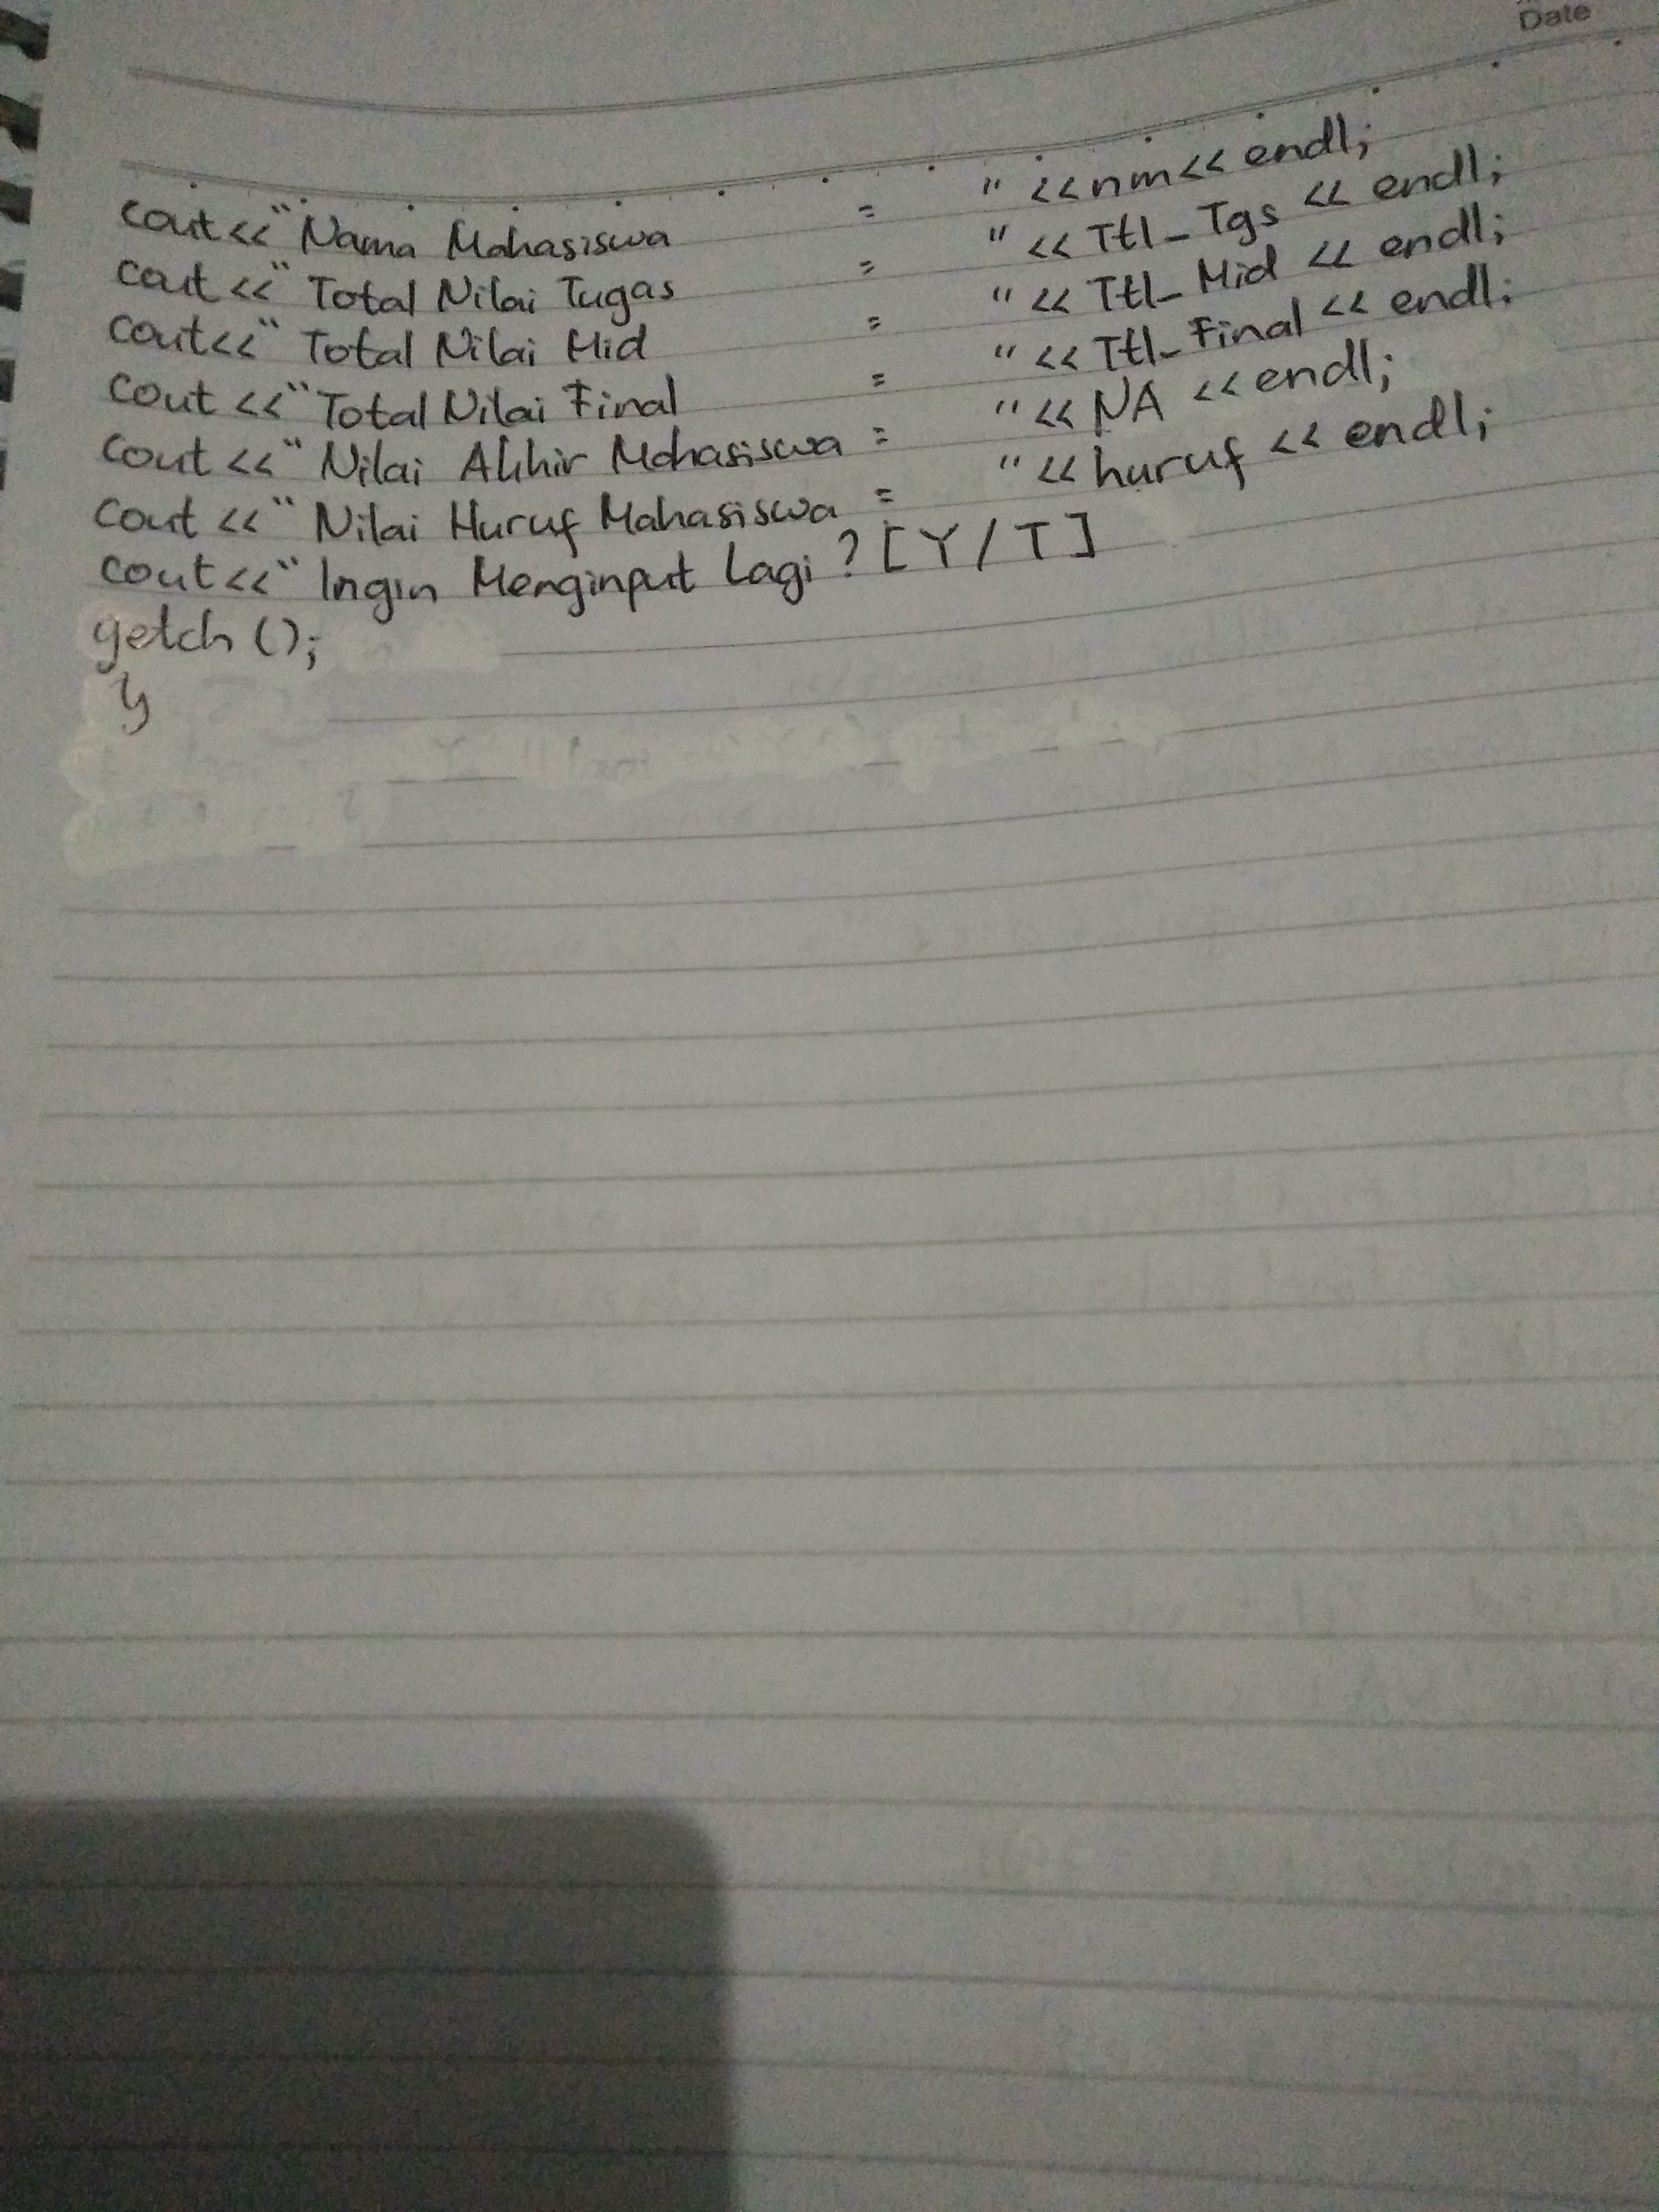 Date
cout << "Nama Mahasiswa = " << nm << endl;
cout << "Total Nilai Tugas = " << Ttl_Tgs << endl;
cout << "Total Nilai Mid = " << Ttl_Mid << endl;
cout << "Total Nilai Final = " << Ttl_Final << endl;
cout << "Nilai Akhir Mahasiswa = " << NA << endl;
cout << "Nilai Huruf Mahasiswa = " << huruf << endl;
cout << "Ingin Menginput Lagi ? [Y/T]
getch ();
}